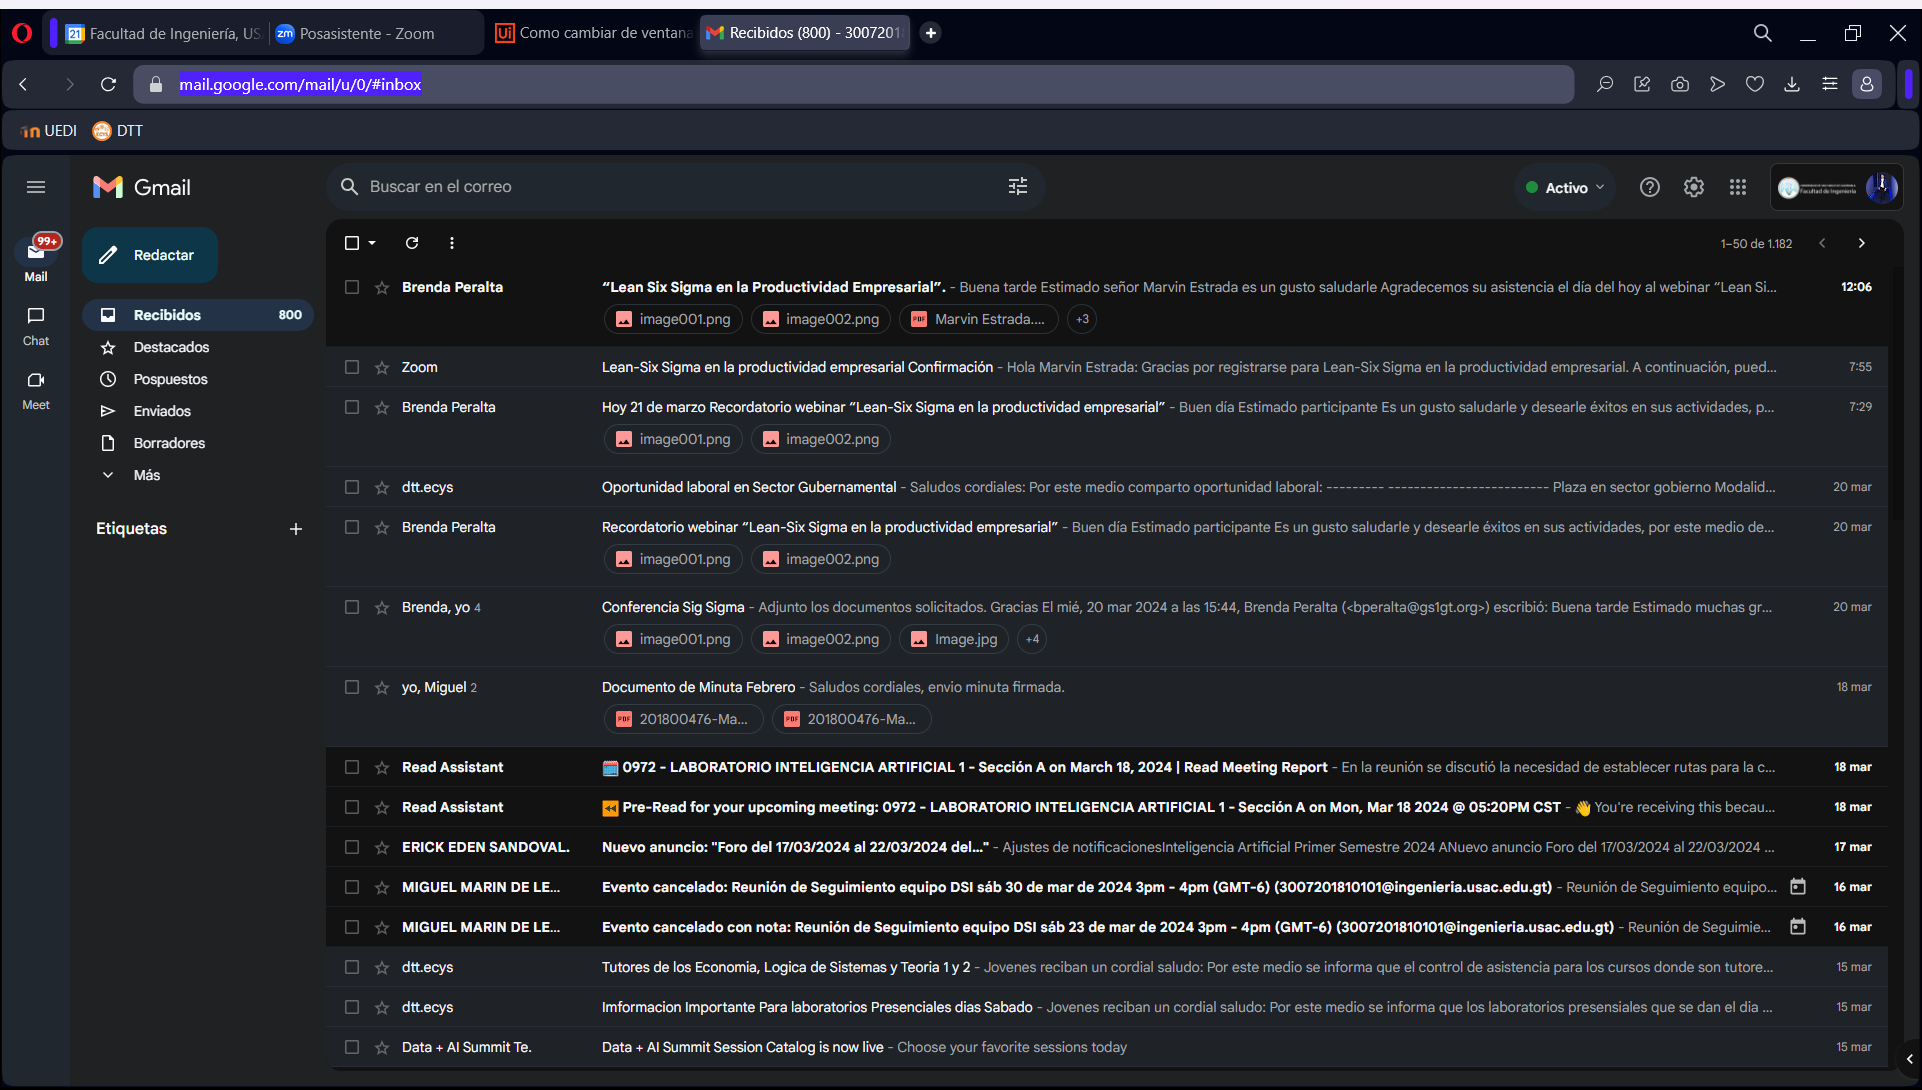 21 Facultad de Ingeniería, US
zm Posasistente - Zoom
Ui Como cambiar de ventana
Recibidos (800) - 3007201
mail.google.com/mail/u/0/#inbox
UEDI
DTT
Gmail
Buscar en el correo
Activo
Facultad de Ingeniería
99+
Mail
Chat
Meet
Redactar
Recibidos 800
Destacados
Pospuestos
Enviados
Borradores
Más
Etiquetas
1–50 de 1.182
Brenda Peralta “Lean Six Sigma en la Productividad Empresarial”. - Buena tarde Estimado señor Marvin Estrada es un gusto saludarle Agradecemos su asistencia el día del hoy al webinar “Lean Si... 12:06
image001.png image002.png PDF Marvin Estrada.... +3
Zoom Lean-Six Sigma en la productividad empresarial Confirmación - Hola Marvin Estrada: Gracias por registrarse para Lean-Six Sigma en la productividad empresarial. A continuación, pued... 7:55
Brenda Peralta Hoy 21 de marzo Recordatorio webinar “Lean-Six Sigma en la productividad empresarial” - Buen día Estimado participante Es un gusto saludarle y desearle éxitos en sus actividades, p... 7:29
image001.png image002.png
dtt.ecys Oportunidad laboral en Sector Gubernamental - Saludos cordiales: Por este medio comparto oportunidad laboral: --------- ------------------------- Plaza en sector gobierno Modalid... 20 mar
Brenda Peralta Recordatorio webinar “Lean-Six Sigma en la productividad empresarial” - Buen día Estimado participante Es un gusto saludarle y desearle éxitos en sus actividades, por este medio de... 20 mar
image001.png image002.png
Brenda, yo 4 Conferencia Sig Sigma - Adjunto los documentos solicitados. Gracias El mié, 20 mar 2024 a las 15:44, Brenda Peralta (<bperalta@gs1gt.org>) escribió: Buena tarde Estimado muchas gr... 20 mar
image001.png image002.png Image.jpg +4
yo, Miguel 2 Documento de Minuta Febrero - Saludos cordiales, envio minuta firmada. 18 mar
PDF 201800476-Ma... PDF 201800476-Ma...
Read Assistant 0972 - LABORATORIO INTELIGENCIA ARTIFICIAL 1 - Sección A on March 18, 2024 | Read Meeting Report - En la reunión se discutió la necesidad de establecer rutas para la c... 18 mar
Read Assistant Pre-Read for your upcoming meeting: 0972 - LABORATORIO INTELIGENCIA ARTIFICIAL 1 - Sección A on Mon, Mar 18 2024 @ 05:20PM CST - 👋 You're receiving this becau... 18 mar
ERICK EDEN SANDOVAL. Nuevo anuncio: "Foro del 17/03/2024 al 22/03/2024 del..." - Ajustes de notificacionesInteligencia Artificial Primer Semestre 2024 ANuevo anuncio Foro del 17/03/2024 al 22/03/2024 ... 17 mar
MIGUEL MARIN DE LE... Evento cancelado: Reunión de Seguimiento equipo DSI sáb 30 de mar de 2024 3pm - 4pm (GMT-6) (3007201810101@ingenieria.usac.edu.gt) - Reunión de Seguimiento equipo... 16 mar
MIGUEL MARIN DE LE... Evento cancelado con nota: Reunión de Seguimiento equipo DSI sáb 23 de mar de 2024 3pm - 4pm (GMT-6) (3007201810101@ingenieria.usac.edu.gt) - Reunión de Seguimie... 16 mar
dtt.ecys Tutores de los Economia, Logica de Sistemas y Teoria 1 y 2 - Jovenes reciban un cordial saludo: Por este medio se informa que el control de asistencia para los cursos donde son tutore... 15 mar
dtt.ecys Imformacion Importante Para laboratorios Presenciales dias Sabado - Jovenes reciban un cordial saludo: Por este medio se informa que los laboratorios presensiales que se dan el dia ... 15 mar
Data + AI Summit Te. Data + AI Summit Session Catalog is now live - Choose your favorite sessions today 15 mar